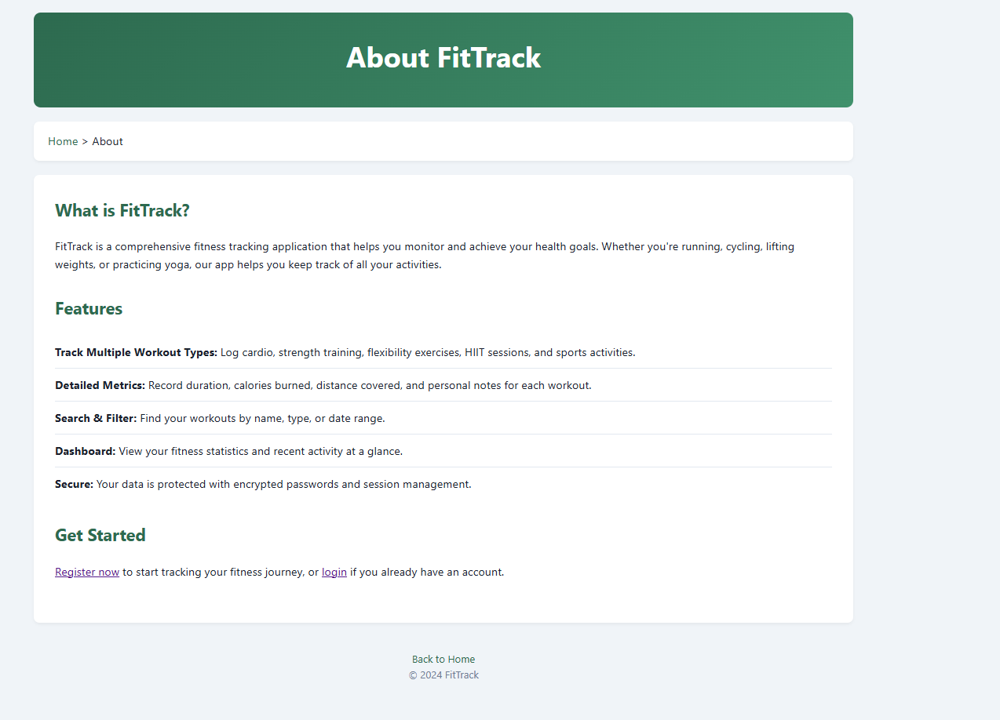 About FitTrack
Home > About
What is FitTrack?
FitTrack is a comprehensive fitness tracking application that helps you monitor and achieve your health goals. Whether you're running, cycling, lifting
weights, or practicing yoga, our app helps you keep track of all your activities.
Features
Track Multiple Workout Types: Log cardio, strength training, flexibility exercises, HIIT sessions, and sports activities.
Detailed Metrics: Record duration, calories burned, distance covered, and personal notes for each workout.
Search & Filter: Find your workouts by name, type, or date range.
Dashboard: View your fitness statistics and recent activity at a glance.
Secure: Your data is protected with encrypted passwords and session management.
Get Started
Register now to start tracking your fitness journey, or login if you already have an account.
Back to Home
© 2024 FitTrack